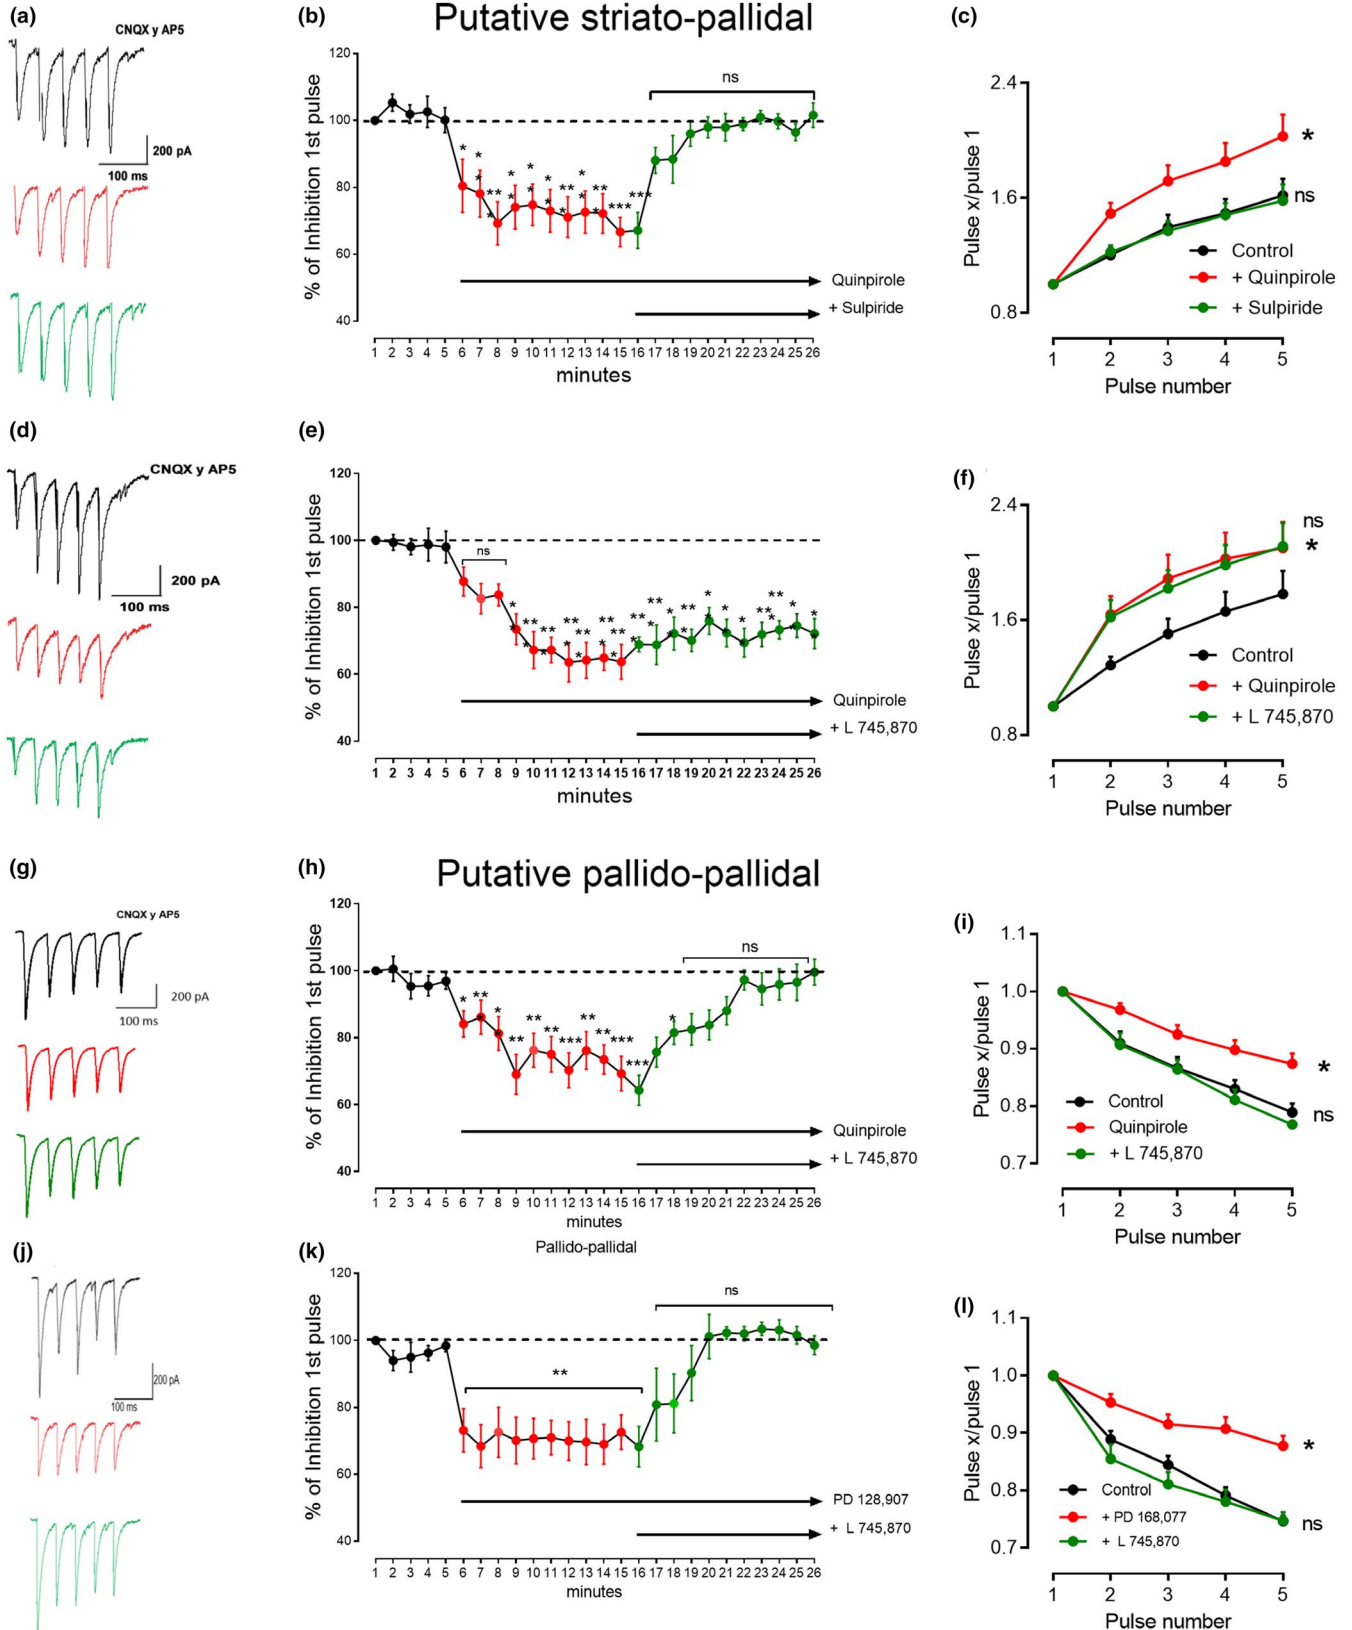 Putative striato-pallidal
(a)
CNQX y AP5
200 pA
100 ms
(b)
% of Inhibition 1st pulse
120
100
80
60
40
ns
* * ** * * * ** * ** *** ***
Quinpirole
+ Sulpiride
1 2 3 4 5 6 7 8 9 10 11 12 13 14 15 16 17 18 19 20 21 22 23 24 25 26
minutes
(c)
Pulse x/pulse 1
2.4
1.6
0.8
*
ns
Control
+ Quinpirole
+ Sulpiride
1 2 3 4 5
Pulse number
(d)
CNQX y AP5
200 pA
100 ms
(e)
% of Inhibition 1st pulse
120
100
80
60
40
ns
Quinpirole
+ L 745,870
1 2 3 4 5 6 7 8 9 10 11 12 13 14 15 16 17 18 19 20 21 22 23 24 25 26
minutes
(f)
Pulse x/pulse 1
2.4
1.6
0.8
ns
*
Control
+ Quinpirole
+ L 745,870
1 2 3 4 5
Pulse number
Putative pallido-pallidal
(g)
CNQX y AP5
200 pA
100 ms
(h)
% of Inhibition 1st pulse
120
100
80
60
40
ns
* ** * ** ** ** *** ** ** *** *** *
Quinpirole
+ L 745,870
1 2 3 4 5 6 7 8 9 10 11 12 13 14 15 16 17 18 19 20 21 22 23 24 25 26
minutes
(i)
Pulse x/pulse 1
1.1
1.0
0.9
0.8
0.7
*
ns
Control
Quinpirole
+ L 745,870
1 2 3 4 5
Pulse number
(j)
200 pA
100 ms
(k)
Pallido-pallidal
% of Inhibition 1st pulse
120
100
80
60
40
ns
**
PD 128,907
+ L 745,870
1 2 3 4 5 6 7 8 9 10 11 12 13 14 15 16 17 18 19 20 21 22 23 24 25 26
minutes
(l)
Pulse x/pulse 1
1.1
1.0
0.9
0.8
0.7
*
ns
Control
+ PD 168,077
+ L 745,870
1 2 3 4 5
Pulse number